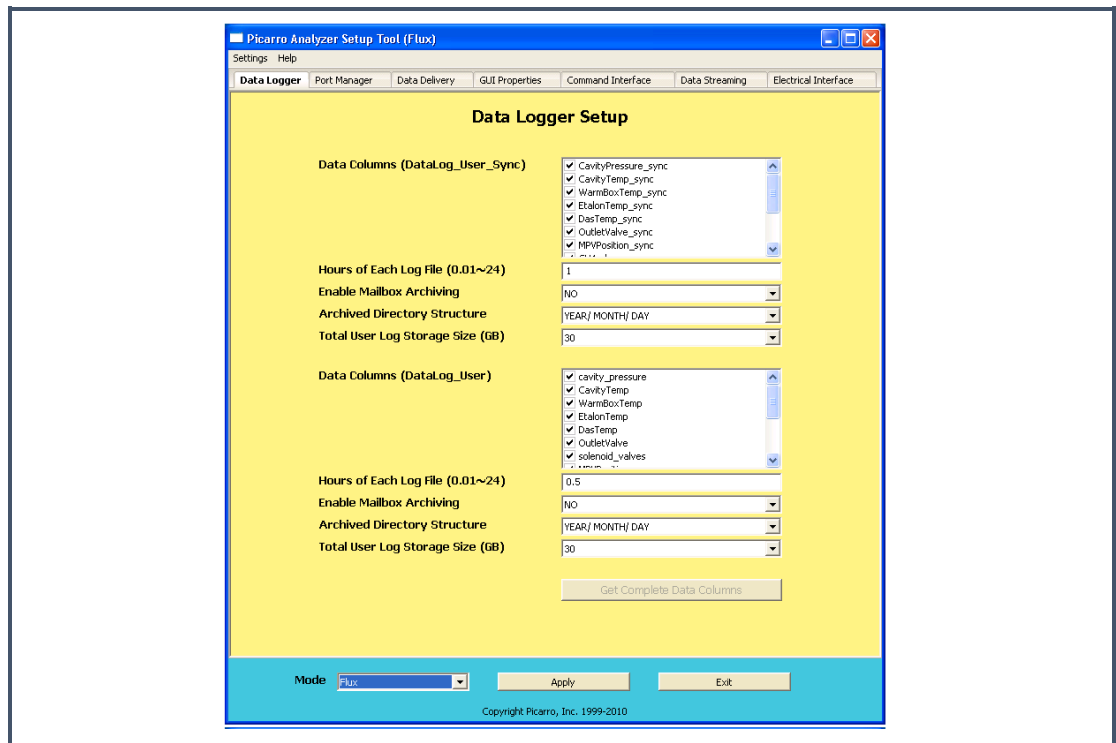 Picarro Analyzer Setup Tool (Flux)
Settings Help
Data Logger Port Manager Data Delivery GUI Properties Command Interface Data Streaming Electrical Interface
Data Logger Setup
Data Columns (DataLog_User_Sync)
CavityPressure_sync
CavityTemp_sync
WarmBoxTemp_sync
EtalonTemp_sync
DasTemp_sync
OutletValve_sync
MPVPosition_sync
Hours of Each Log File (0.01~24) 1
Enable Mailbox Archiving NO
Archived Directory Structure YEAR/ MONTH/ DAY
Total User Log Storage Size (GB) 30
Data Columns (DataLog_User)
cavity_pressure
CavityTemp
WarmBoxTemp
EtalonTemp
DasTemp
OutletValve
solenoid_valves
Hours of Each Log File (0.01~24) 0.5
Enable Mailbox Archiving NO
Archived Directory Structure YEAR/ MONTH/ DAY
Total User Log Storage Size (GB) 30
Get Complete Data Columns
Mode Flux Apply Exit
Copyright Picarro, Inc. 1999-2010